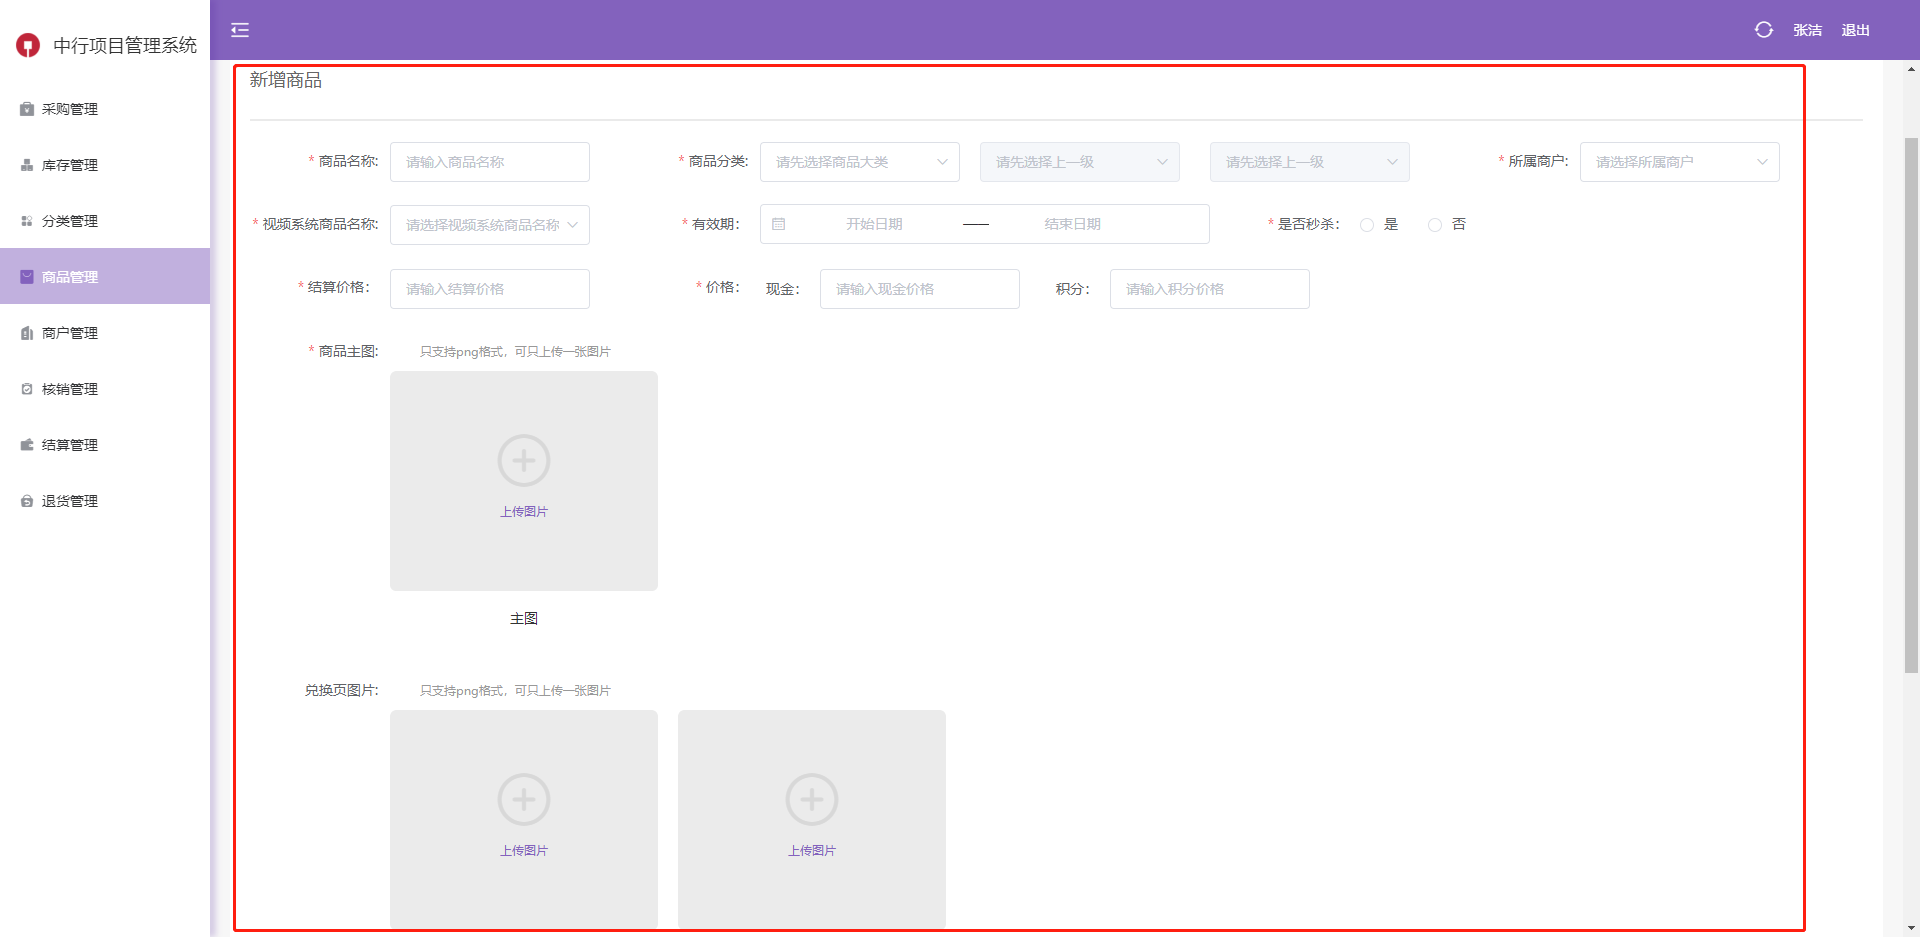 中行项目管理系统
张洁 退出
采购管理
库存管理
分类管理
商品管理
商户管理
核销管理
结算管理
退货管理
新增商品
* 商品名称: 请输入商品名称 * 商品分类: 请先选择商品大类 请先选择上一级 请先选择上一级 * 所属商户: 请选择所属商户
* 视频系统商品名称: 请选择视频系统商品名称 * 有效期: 开始日期 —— 结束日期 * 是否秒杀: 是 否
* 结算价格: 请输入结算价格 * 价格: 现金: 请输入现金价格 积分: 请输入积分价格
* 商品主图: 只支持png格式，可只上传一张图片
上传图片
主图
兑换页图片: 只支持png格式，可只上传一张图片
上传图片 上传图片